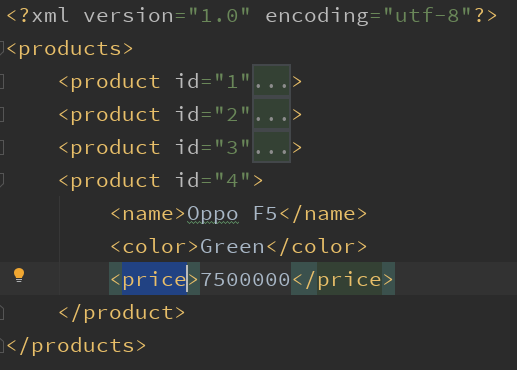 <?xml version="1.0" encoding="utf-8"?>
<products>
<product id="1"...>
<product id="2"...>
<product id="3"...>
<product id="4">
<name>Oppo F5</name>
<color>Green</color>
<price>7500000</price>
</product>
</products>